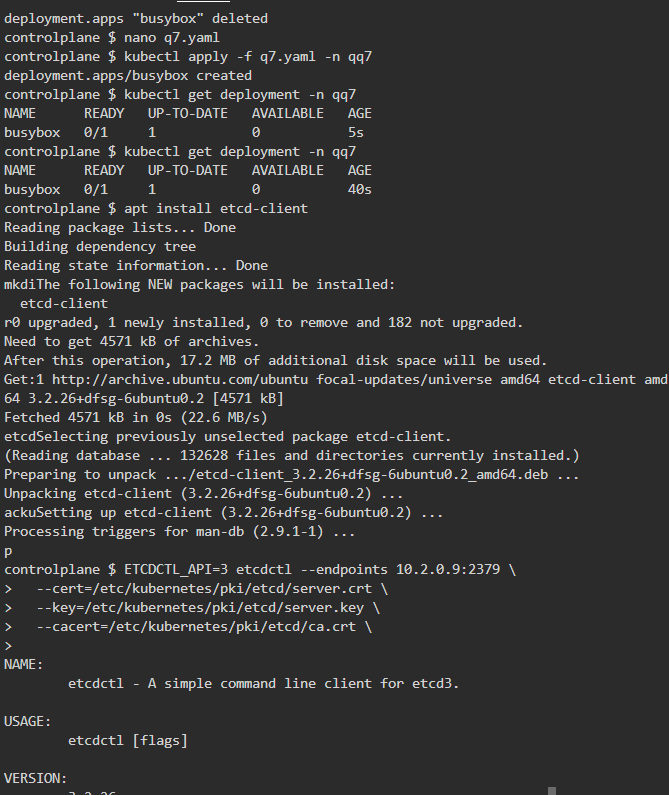 deployment.apps "busybox" deleted
controlplane $ nano q7.yaml
controlplane $ kubectl apply -f q7.yaml -n qq7
deployment.apps/busybox created
controlplane $ kubectl get deployment -n qq7
NAME      READY   UP-TO-DATE   AVAILABLE   AGE
busybox   0/1     1            0           5s
controlplane $ kubectl get deployment -n qq7
NAME      READY   UP-TO-DATE   AVAILABLE   AGE
busybox   0/1     1            0           40s
controlplane $ apt install etcd-client
Reading package lists... Done
Building dependency tree
Reading state information... Done
mkdiThe following NEW packages will be installed:
  etcd-client
r0 upgraded, 1 newly installed, 0 to remove and 182 not upgraded.
Need to get 4571 kB of archives.
After this operation, 17.2 MB of additional disk space will be used.
Get:1 http://archive.ubuntu.com/ubuntu focal-updates/universe amd64 etcd-client amd
64 3.2.26+dfsg-6ubuntu0.2 [4571 kB]
Fetched 4571 kB in 0s (22.6 MB/s)
etcdSelecting previously unselected package etcd-client.
(Reading database ... 132628 files and directories currently installed.)
Preparing to unpack .../etcd-client_3.2.26+dfsg-6ubuntu0.2_amd64.deb ...
Unpacking etcd-client (3.2.26+dfsg-6ubuntu0.2) ...
ackuSetting up etcd-client (3.2.26+dfsg-6ubuntu0.2) ...
Processing triggers for man-db (2.9.1-1) ...
p
controlplane $ ETCDCTL_API=3 etcdctl --endpoints 10.2.0.9:2379 \
>   --cert=/etc/kubernetes/pki/etcd/server.crt \
>   --key=/etc/kubernetes/pki/etcd/server.key \
>   --cacert=/etc/kubernetes/pki/etcd/ca.crt \
>
NAME:
        etcdctl - A simple command line client for etcd3.

USAGE:
        etcdctl [flags]

VERSION: